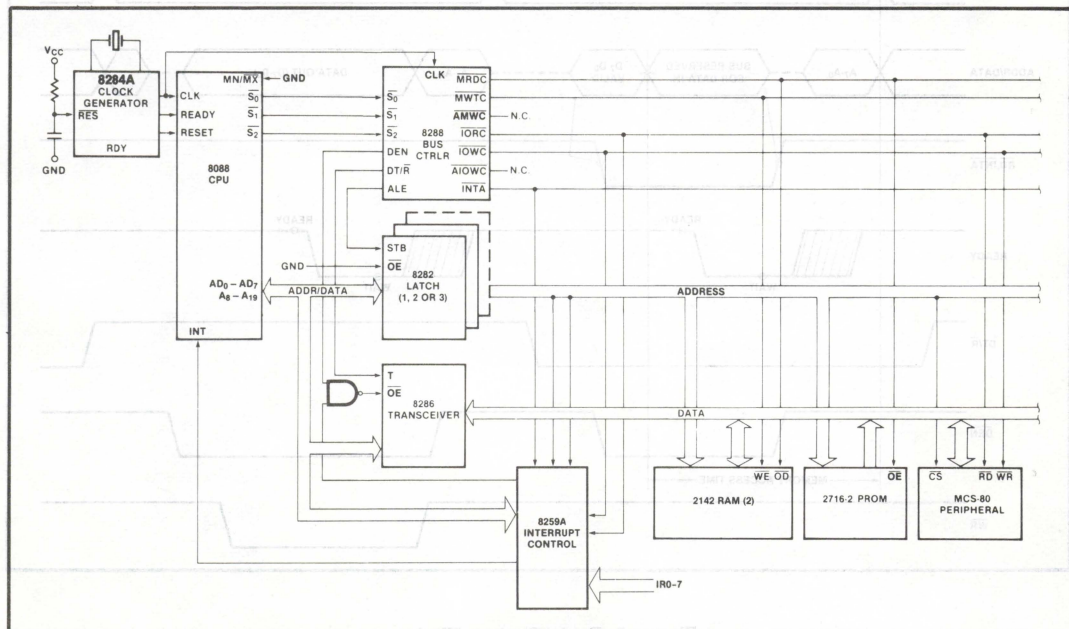 VCC
8284A
CLOCK
GENERATOR
RES
RDY
GND
CLK
READY
RESET
MN/MX
GND
S0
S1
S2
8088
CPU
AD0 – AD7
A8 – A19
INT
ADDR/DATA
CLK
S0
S1
S2
DEN
DT/R
ALE
8288
BUS
CTRLR
MRDC
MWTC
AMWC
N.C.
IORC
IOWC
AIOWC
N.C.
INTA
STB
GND
OE
8282
LATCH
(1, 2 OR 3)
ADDRESS
T
OE
8286
TRANSCEIVER
DATA
8259A
INTERRUPT
CONTROL
IR0–7
WE OD
2142 RAM (2)
OE
2716-2 PROM
CS RD WR
MCS-80
PERIPHERAL